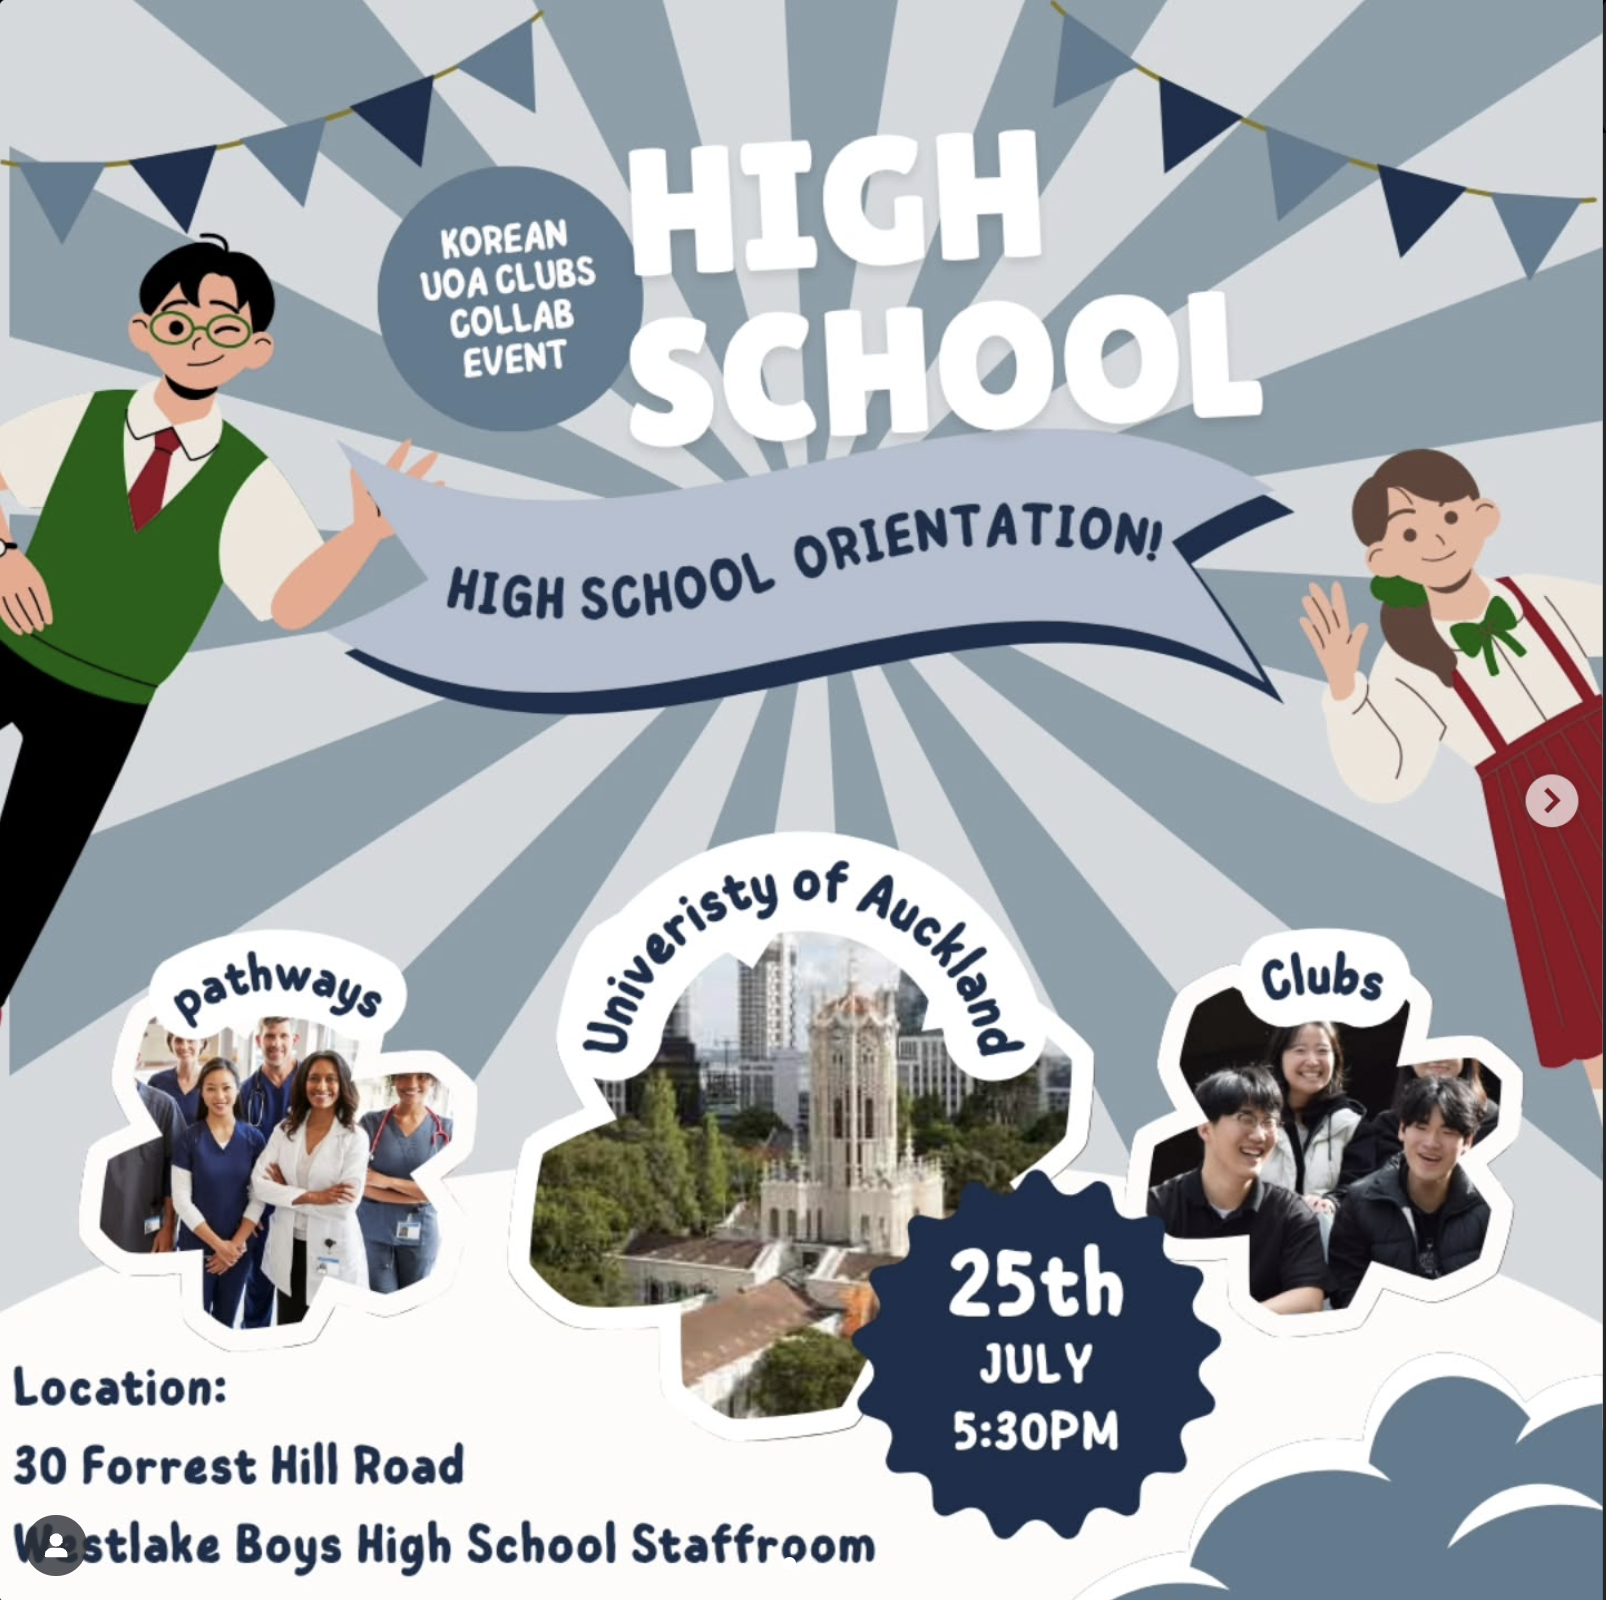 KOREAN
UOA CLUBS
COLLAB
EVENT
HIGH
SCHOOL
HIGH SCHOOL ORIENTATION!
pathways
Univeristy of Auckland
Clubs
25th
JULY
5:30PM
Location:
30 Forrest Hill Road
Westlake Boys High School Staffroom